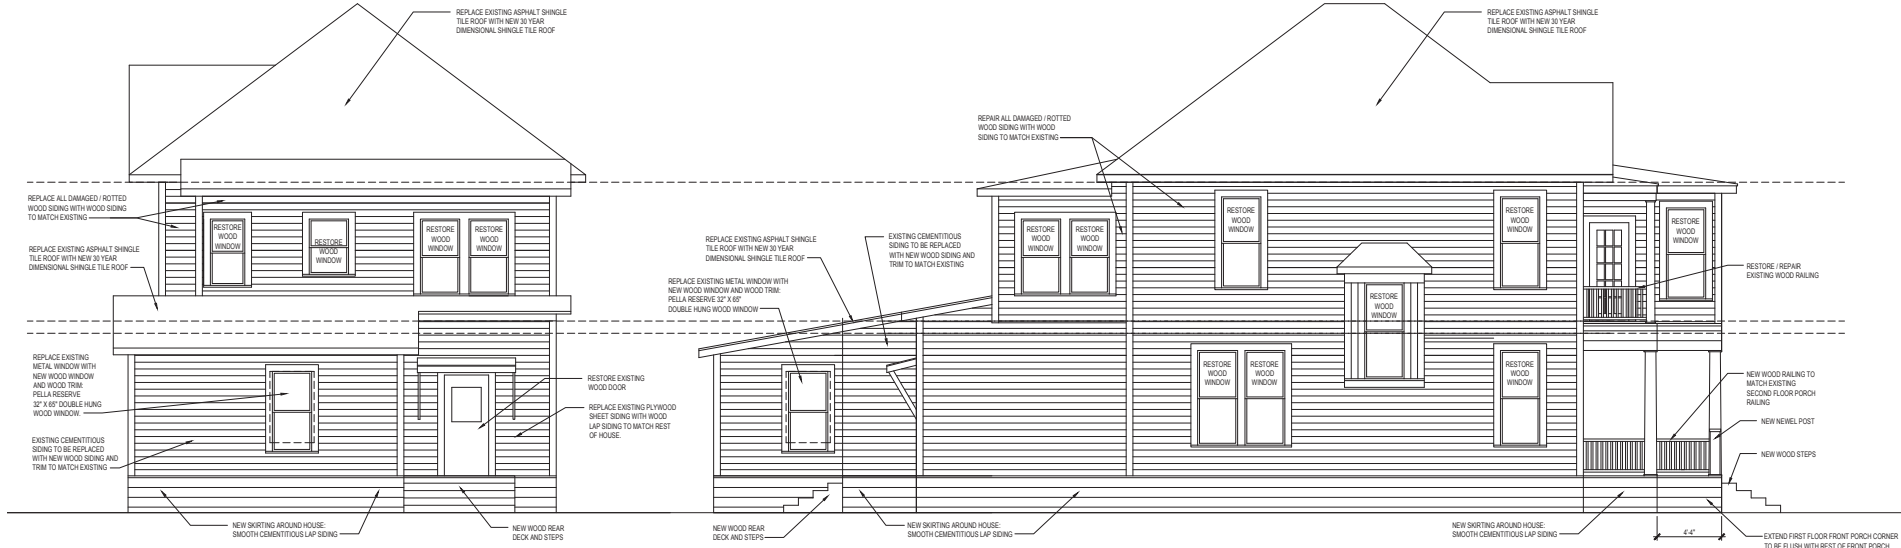 REPLACE EXISTING ASPHALT SHINGLE
TILE ROOF WITH NEW 30 YEAR
DIMENSIONAL SHINGLE TILE ROOF
REPLACE ALL DAMAGED / ROTTED
WOOD SIDING WITH WOOD SIDING
TO MATCH EXISTING
REPLACE EXISTING ASPHALT SHINGLE
TILE ROOF WITH NEW 30 YEAR
DIMENSIONAL SHINGLE TILE ROOF
REPLACE EXISTING
METAL WINDOW WITH
NEW WOOD WINDOW
AND WOOD TRIM:
PELLA RESERVE
32" X 65" DOUBLE HUNG
WOOD WINDOW.
EXISTING CEMENTITIOUS
SIDING TO BE REPLACED
WITH NEW WOOD SIDING AND
TRIM TO MATCH EXISTING
RESTORE
WOOD
WINDOW
RESTORE
WOOD
WINDOW
RESTORE
WOOD
WINDOW
RESTORE
WOOD
WINDOW
RESTORE EXISTING
WOOD DOOR
REPLACE EXISTING PLYWOOD
SHEET SIDING WITH WOOD
LAP SIDING TO MATCH REST
OF HOUSE.
NEW SKIRTING AROUND HOUSE:
SMOOTH CEMENTITIOUS LAP SIDING
NEW WOOD REAR
DECK AND STEPS
REPLACE EXISTING ASPHALT SHINGLE
TILE ROOF WITH NEW 30 YEAR
DIMENSIONAL SHINGLE TILE ROOF
REPAIR ALL DAMAGED / ROTTED
WOOD SIDING WITH WOOD
SIDING TO MATCH EXISTING
REPLACE EXISTING ASPHALT SHINGLE
TILE ROOF WITH NEW 30 YEAR
DIMENSIONAL SHINGLE TILE ROOF
EXISTING CEMENTITIOUS
SIDING TO BE REPLACED
WITH NEW WOOD SIDING AND
TRIM TO MATCH EXISTING
REPLACE EXISTING METAL WINDOW WITH
NEW WOOD WINDOW AND WOOD TRIM:
PELLA RESERVE 32" X 65"
DOUBLE HUNG WOOD WINDOW
RESTORE
WOOD
WINDOW
RESTORE
WOOD
WINDOW
RESTORE
WOOD
WINDOW
RESTORE
WOOD
WINDOW
RESTORE
WOOD
WINDOW
RESTORE
WOOD
WINDOW
RESTORE
WOOD
WINDOW
RESTORE
WOOD
WINDOW
RESTORE
WOOD
WINDOW
RESTORE / REPAIR
EXISTING WOOD RAILING
NEW WOOD RAILING TO
MATCH EXISTING
SECOND FLOOR PORCH
RAILING
NEW NEWEL POST
NEW WOOD STEPS
NEW WOOD REAR
DECK AND STEPS
NEW SKIRTING AROUND HOUSE:
SMOOTH CEMENTITIOUS LAP SIDING
NEW SKIRTING AROUND HOUSE:
SMOOTH CEMENTITIOUS LAP SIDING
4'-4"
EXTEND FIRST FLOOR FRONT PORCH CORNER
TO BE FLUSH WITH REST OF FRONT PORCH